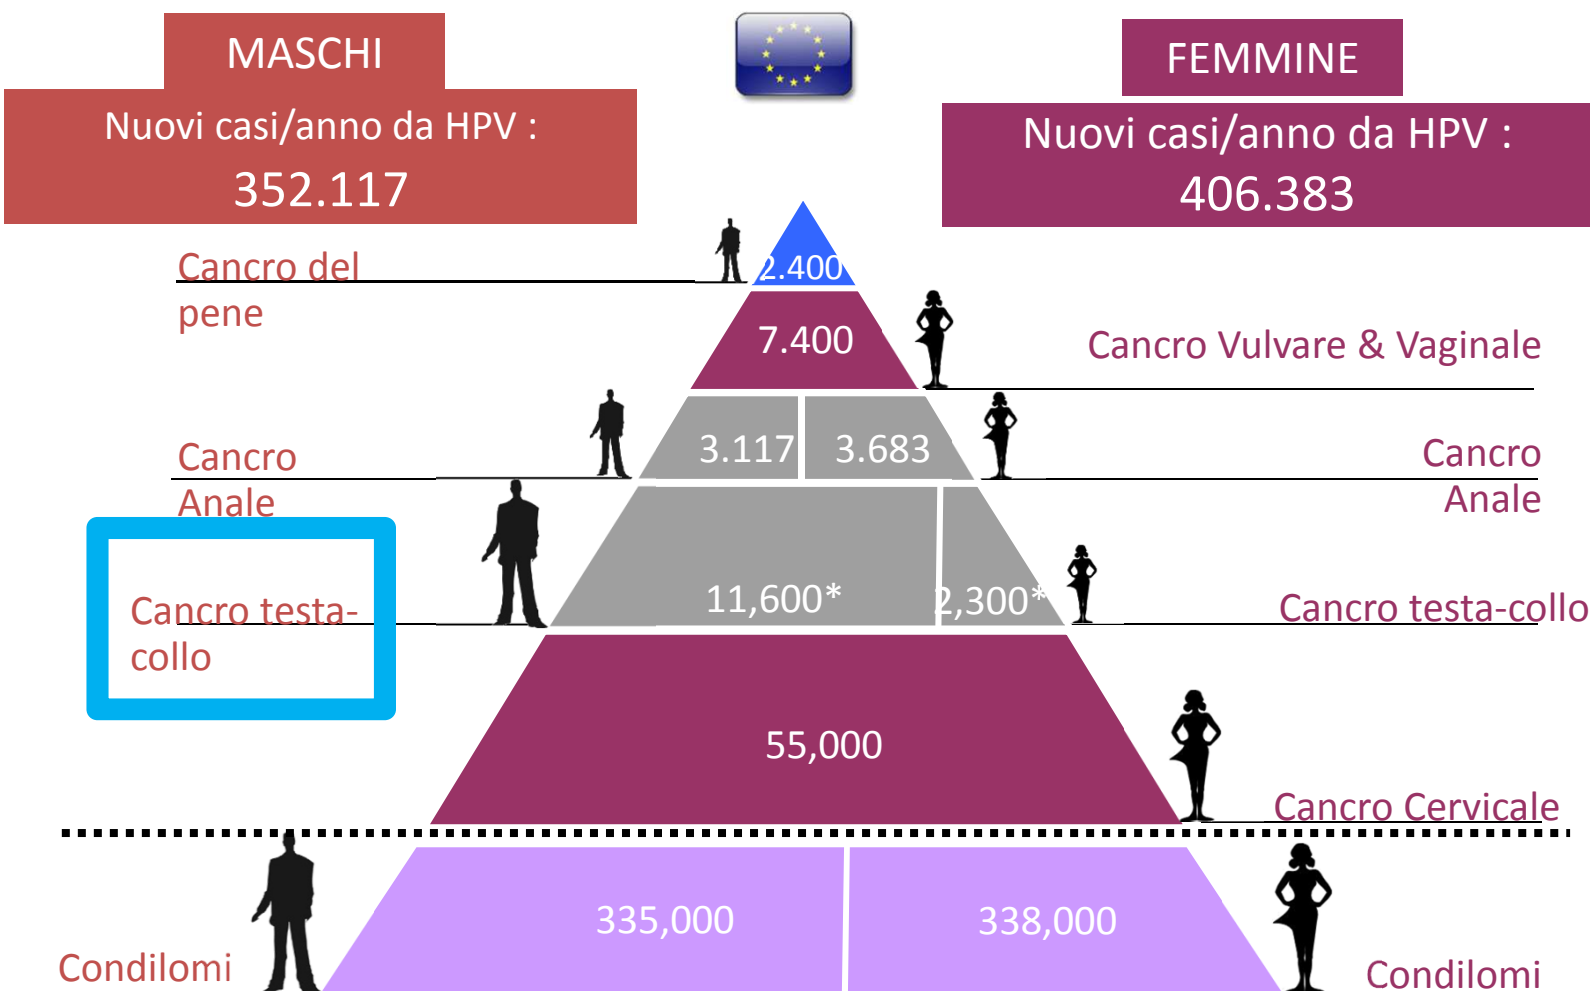 MASCHI
Nuovi casi/anno da HPV :
352.117
FEMMINE
Nuovi casi/anno da HPV :
406.383
Cancro del
pene
2.400
7.400
Cancro Vulvare & Vaginale
Cancro
Anale
3.117
3.683
Cancro
Anale
Cancro testa-
collo
11,600*
2,300*
Cancro testa-collo
55,000
Cancro Cervicale
Condilomi
335,000
338,000
Condilomi